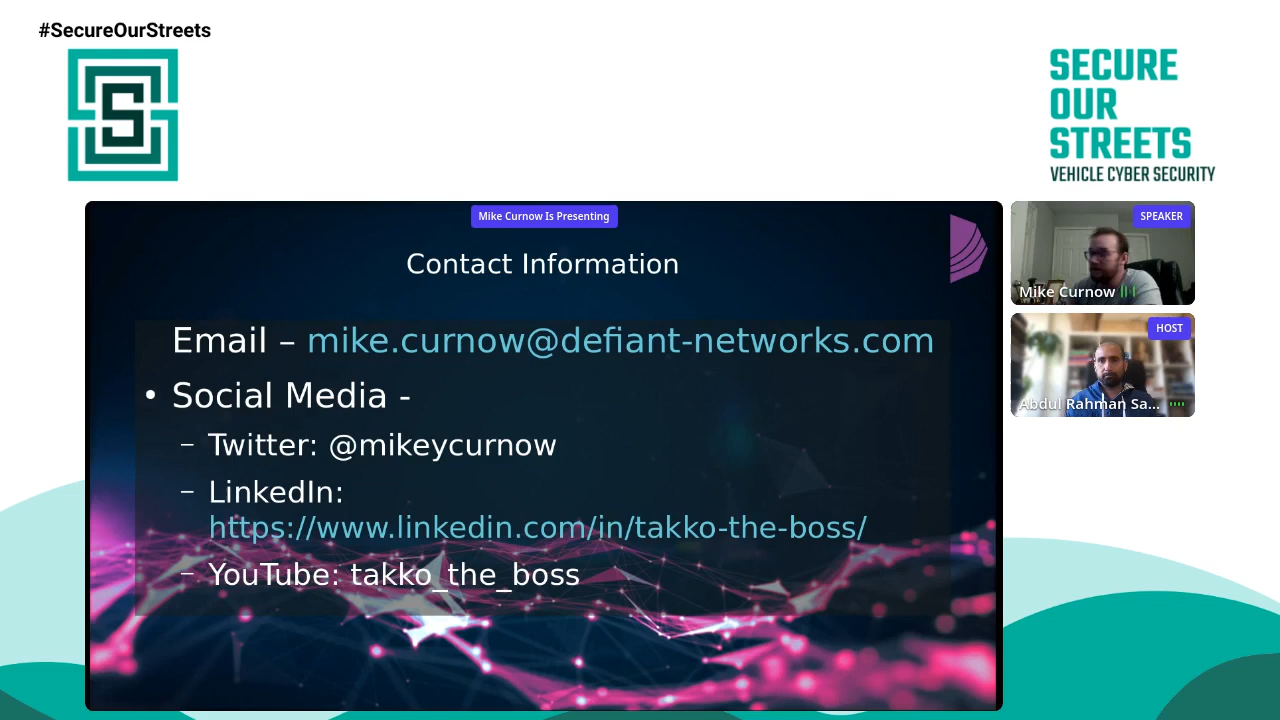 #SecureOurStreets
S
SECURE
OUR
STREETS
VEHICLE CYBER SECURITY
Mike Curnow Is Presenting
Contact Information
Email – mike.curnow@defiant-networks.com
• Social Media -
– Twitter: @mikeycurnow
– LinkedIn:
https://www.linkedin.com/in/takko-the-boss/
– YouTube: takko_the_boss
SPEAKER
Mike Curnow
HOST
Abdul Rahman Sa...